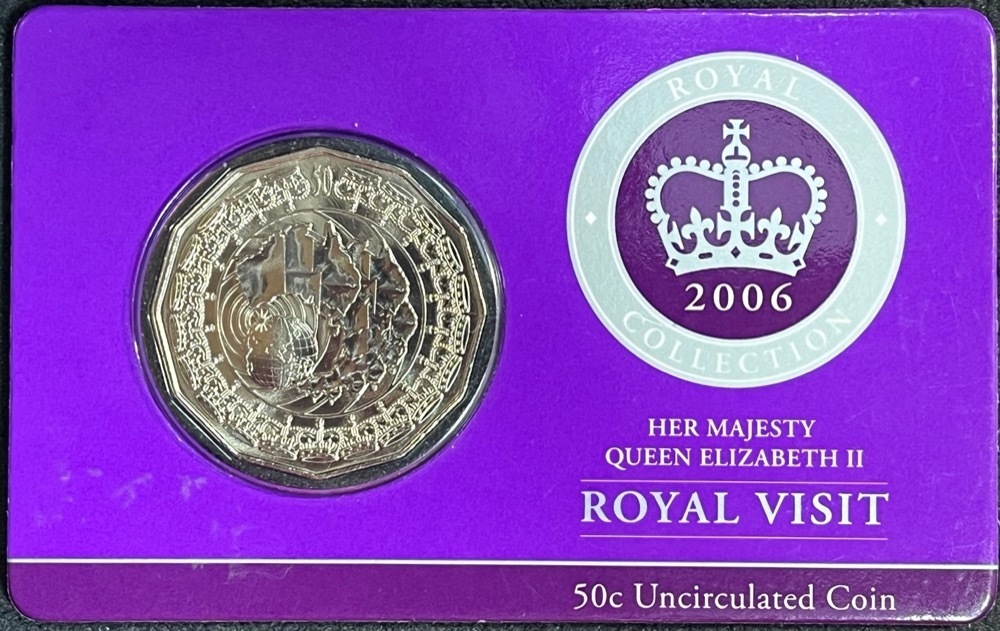 ROYAL
2006
COLLECTION
HER MAJESTY
QUEEN ELIZABETH II
ROYAL VISIT
50c Uncirculated Coin